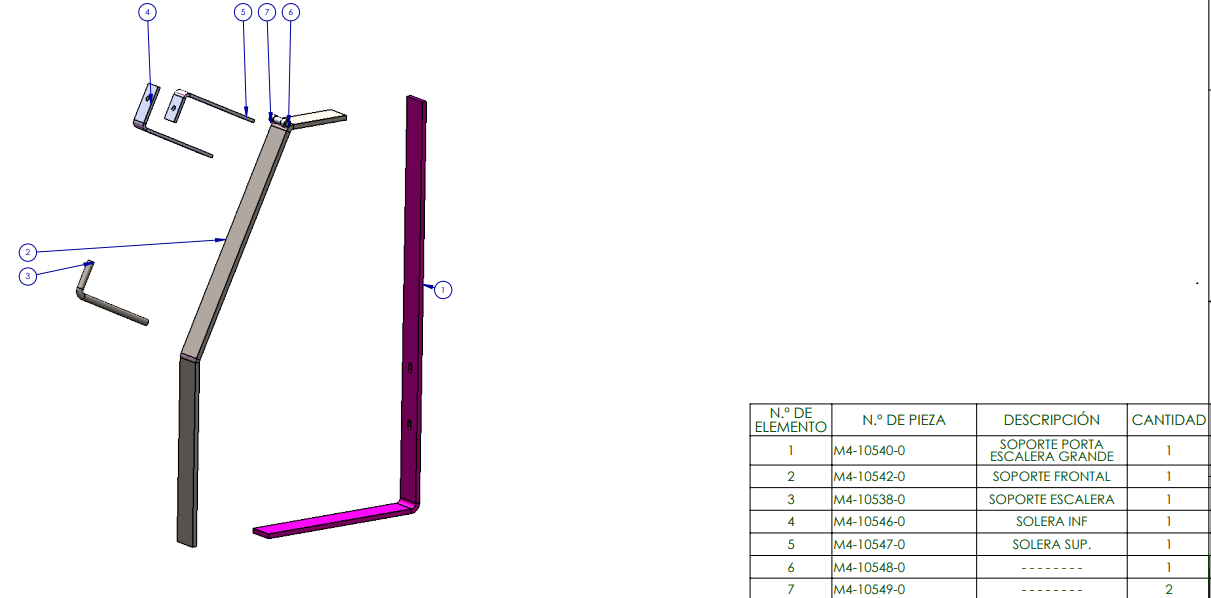 4 5 7 6
2
3
1
N.º DE ELEMENTO N.º DE PIEZA DESCRIPCIÓN CANTIDAD
1 M4-10540-0 SOPORTE PORTA ESCALERA GRANDE 1
2 M4-10542-0 SOPORTE FRONTAL 1
3 M4-10538-0 SOPORTE ESCALERA 1
4 M4-10546-0 SOLERA INF 1
5 M4-10547-0 SOLERA SUP. 1
6 M4-10548-0 -------- 1
7 M4-10549-0 -------- 2